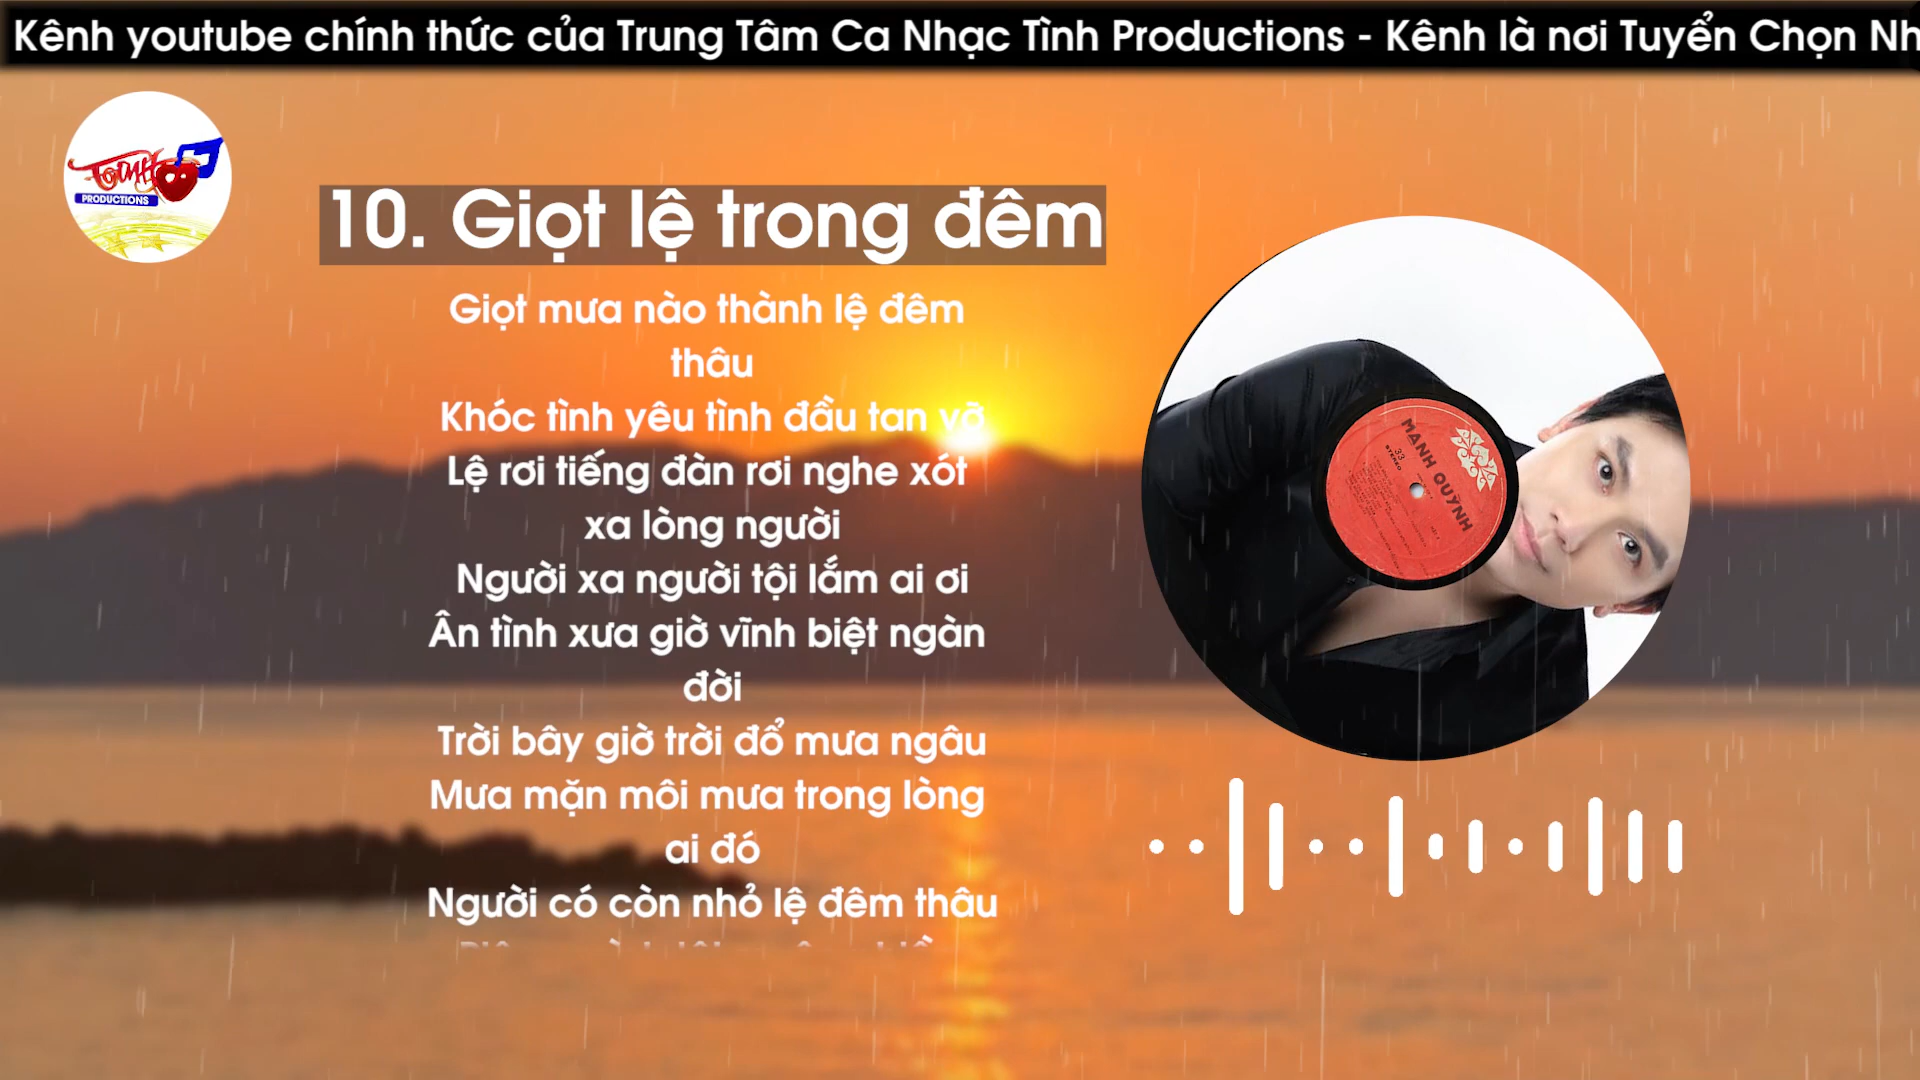 Kênh youtube chính thức của Trung Tâm Ca Nhạc Tình Productions - Kênh là nơi Tuyển Chọn Nh
PRODUCTIONS
10. Giọt lệ trong đêm
Giọt mưa nào thành lệ đêm
thâu
Khóc tình yêu tình đầu tan vỡ
Lệ rơi tiếng đàn rơi nghe xót
xa lòng người
Người xa người tội lắm ai ơi
Ân tình xưa giờ vĩnh biệt ngàn
đời
Trời bây giờ trời đổ mưa ngâu
Mưa mặn môi mưa trong lòng
ai đó
Người có còn nhỏ lệ đêm thâu
MẠNH QUỲNH
33
STEREO